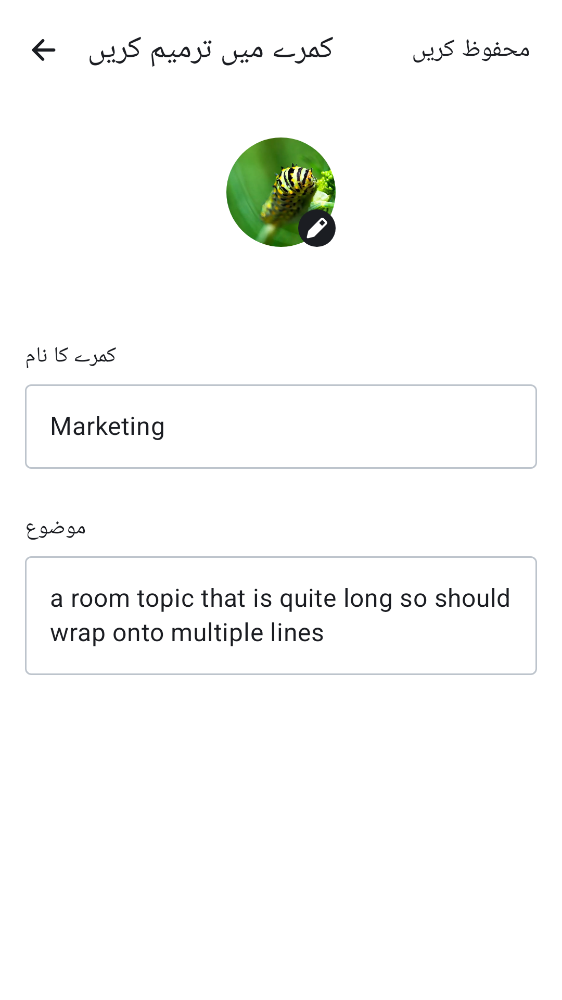 کمرے میں ترمیم کریں
محفوظ کریں
کمرے کا نام
Marketing
موضوع
a room topic that is quite long so should
wrap onto multiple lines